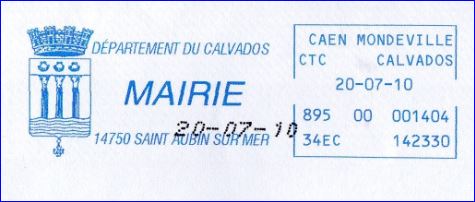 DÉPARTEMENT DU CALVADOS
MAIRIE
14750 SAINT AUBIN SUR MER
20-07-10
CAEN MONDEVILLE
CTC CALVADOS
20-07-10
895 00 001404
34EC 142330